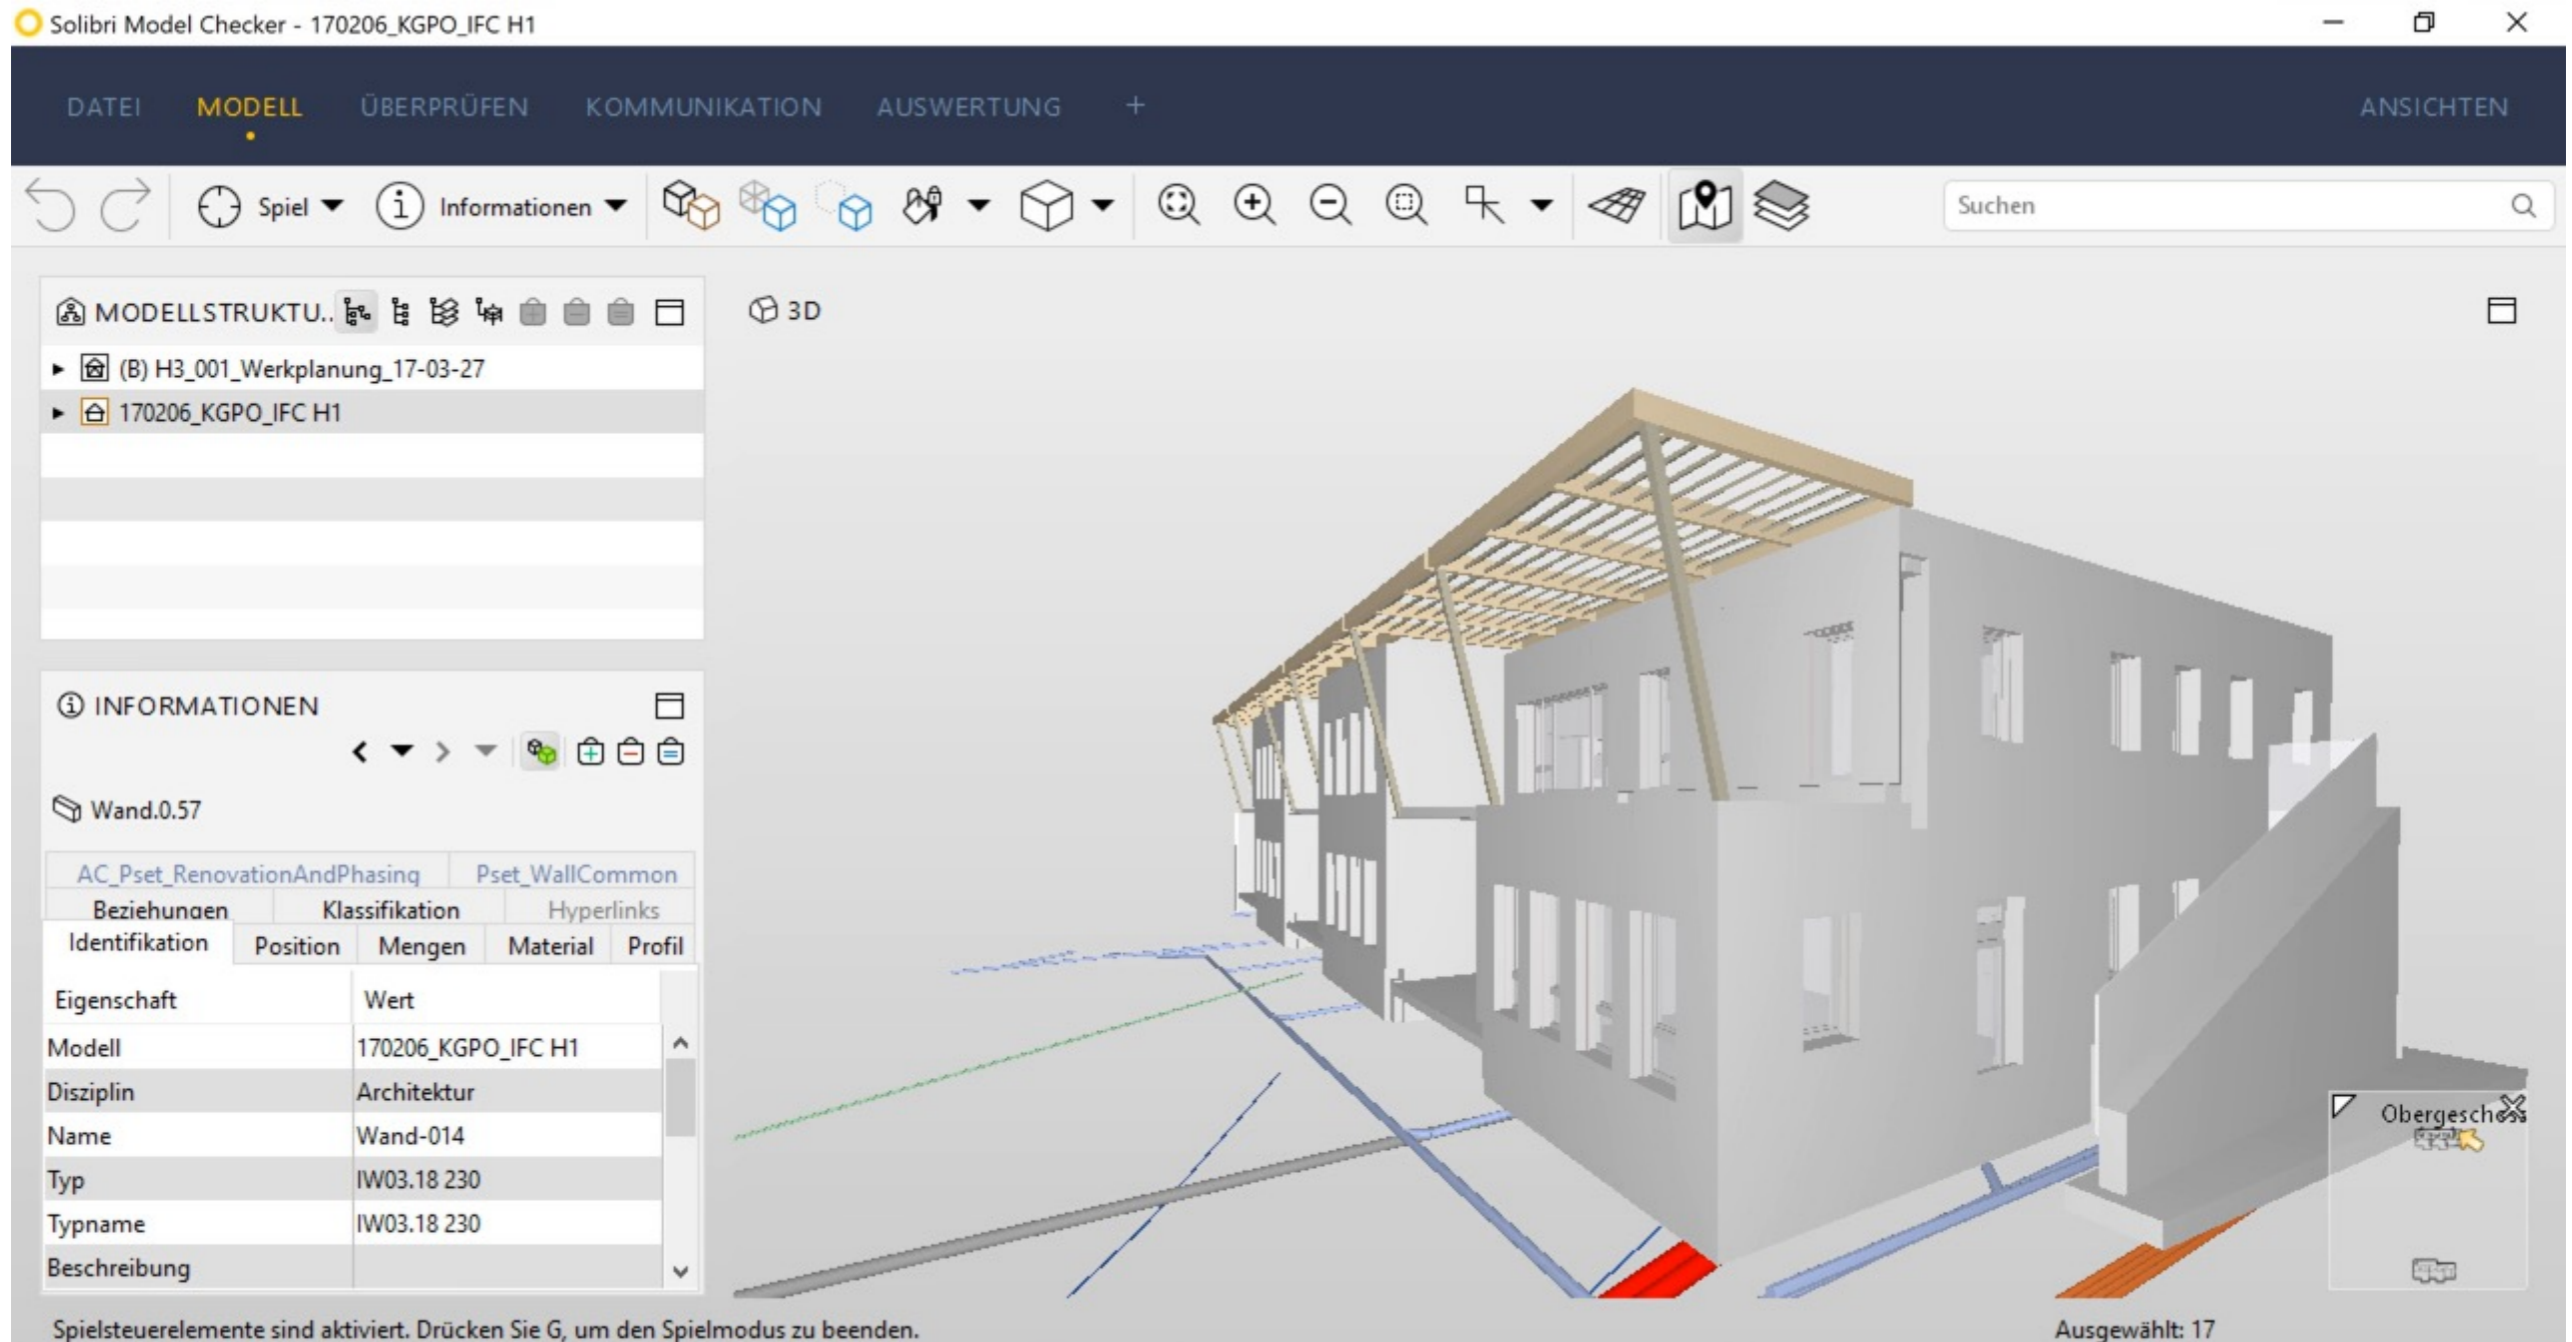 Solibri Model Checker - 170206_KGPO_IFC H1
DATEI MODELL ÜBERPRÜFEN KOMMUNIKATION AUSWERTUNG + ANSICHTEN
Spiel Informationen Suchen
MODELLSTRUKTU..
3D
(B) H3_001_Werkplanung_17-03-27
170206_KGPO_IFC H1
INFORMATIONEN
Wand.0.57
AC_Pset_RenovationAndPhasing Pset_WallCommon
Beziehungen Klassifikation Hyperlinks
Identifikation Position Mengen Material Profil
Eigenschaft Wert
Modell 170206_KGPO_IFC H1
Disziplin Architektur
Name Wand-014
Typ IW03.18 230
Typname IW03.18 230
Beschreibung
Obergeschoss
Spielsteuerelemente sind aktiviert. Drücken Sie G, um den Spielmodus zu beenden.
Ausgewählt: 17